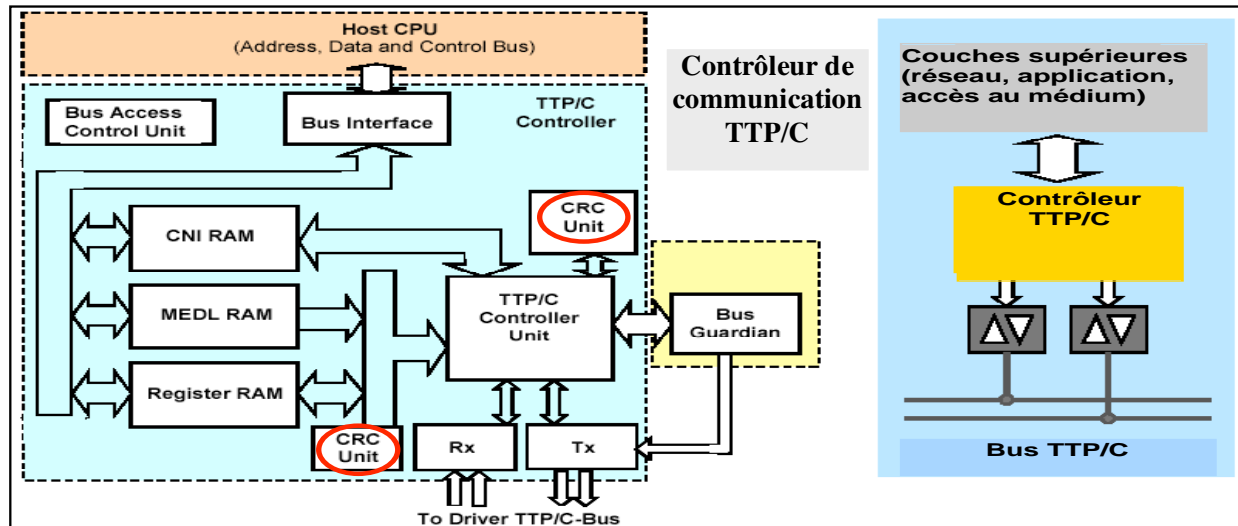 Host CPU
(Address, Data and Control Bus)
Bus Access
Control Unit
Bus Interface
TTP/C
Controller
CNI RAM
CRC
Unit
MEDL RAM
TTP/C
Controller
Unit
Bus
Guardian
Register RAM
CRC
Unit
Rx
Tx
To Driver TTP/C-Bus
Contrôleur de
communication
TTP/C
Couches supérieures
(réseau, application,
accès au médium)
Contrôleur
TTP/C
Bus TTP/C